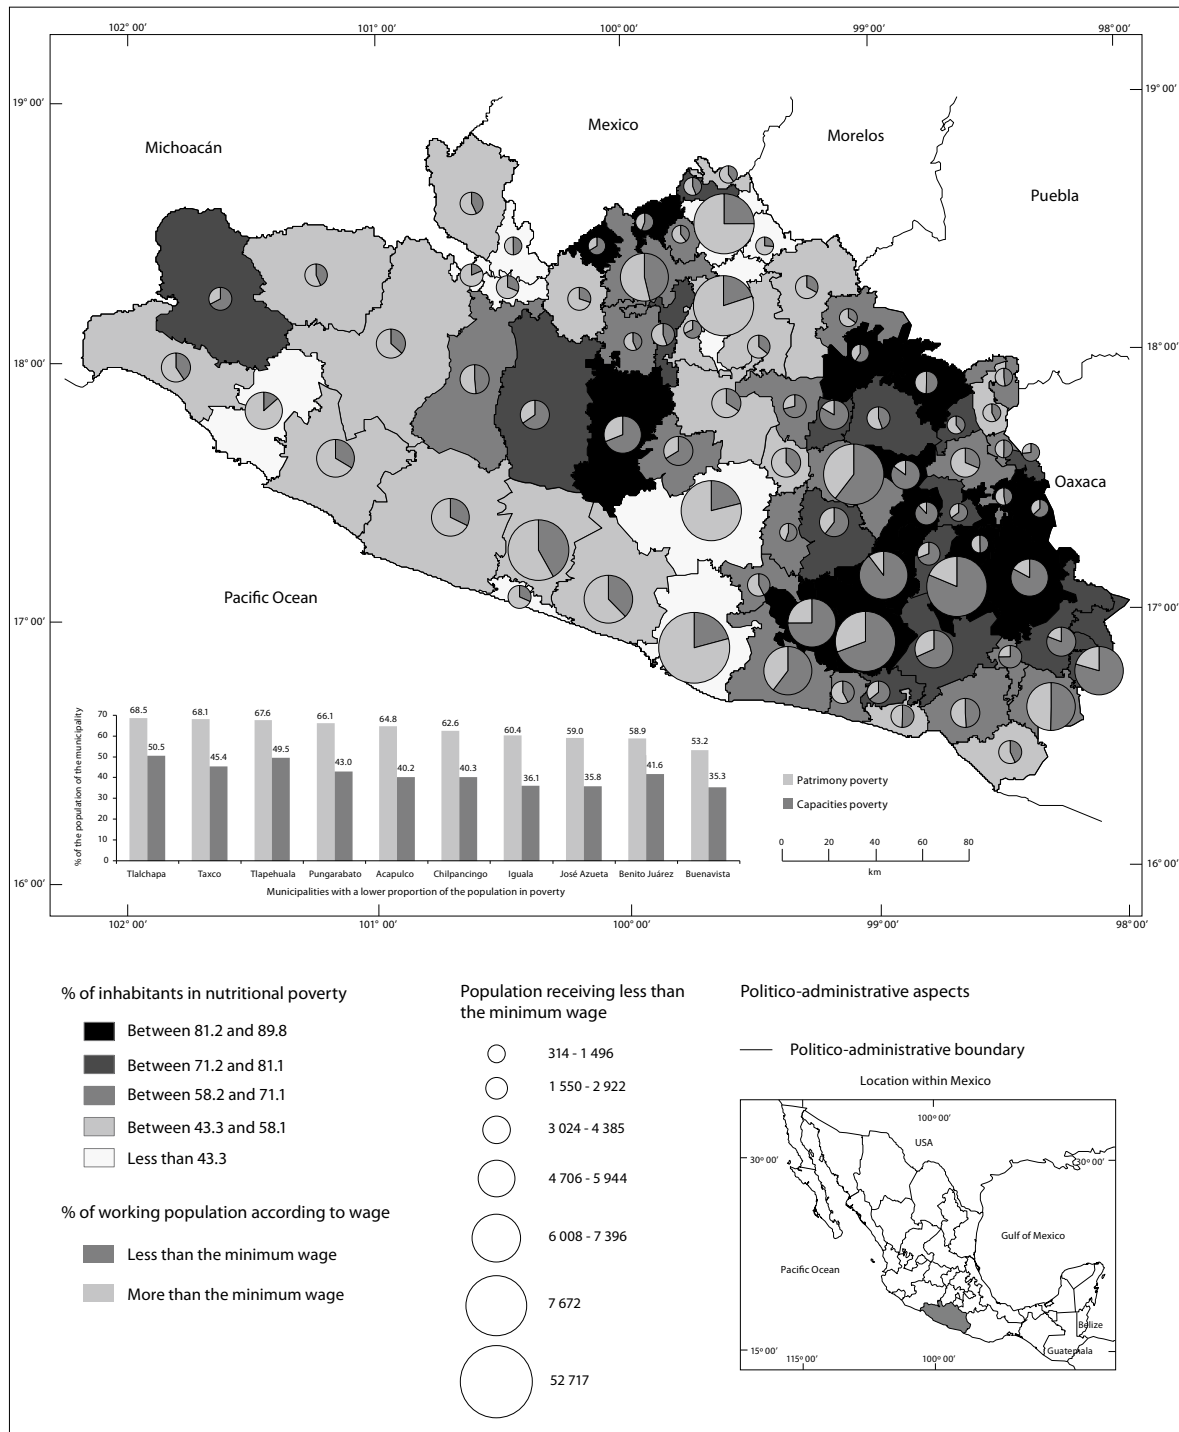 102° 00′
101° 00′
100° 00′
99° 00′
98° 00′
19° 00′
19° 00′
Mexico
Morelos
Michoacán
Puebla
18° 00′
18° 00′
Oaxaca
Pacific Ocean
17° 00′
17° 00′
% of the population of the municipality
70
60
50
40
30
20
10
0
68.5
50.5
68.1
45.4
67.6
49.5
66.1
43.0
64.8
40.2
62.6
40.3
60.4
36.1
59.0
35.8
58.9
41.6
53.2
35.3
Tlalchapa
Taxco
Tlapehuala
Pungarabato
Acapulco
Chilpancingo
Iguala
José Azueta
Benito Juárez
Buenavista
Municipalities with a lower proportion of the population in poverty
Patrimony poverty
Capacities poverty
0 20 40 60 80
km
16° 00′
16° 00′
102° 00′
101° 00′
100° 00′
99° 00′
98° 00′
% of inhabitants in nutritional poverty
Between 81.2 and 89.8
Between 71.2 and 81.1
Between 58.2 and 71.1
Between 43.3 and 58.1
Less than 43.3
% of working population according to wage
Less than the minimum wage
More than the minimum wage
Population receiving less than
the minimum wage
314 - 1 496
1 550 - 2 922
3 024 - 4 385
4 706 - 5 944
6 008 - 7 396
7 672
52 717
Politico-administrative aspects
Politico-administrative boundary
Location within Mexico
100° 00′
USA
30° 00′
30° 00′
Gulf of Mexico
Pacific Ocean
Belize
Guatemala
15° 00′
115° 00′
100° 00′